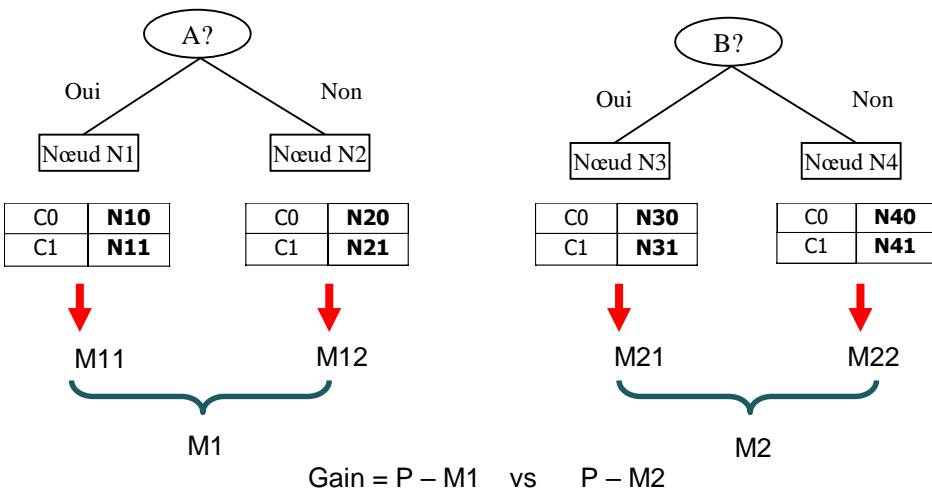 A? B?
Oui Non Oui Non
Nœud N1 Nœud N2 Nœud N3 Nœud N4
C0 N10 C0 N20 C0 N30 C0 N40
C1 N11 C1 N21 C1 N31 C1 N41
M11 M12 M21 M22
M1 M2
Gain = P – M1 vs P – M2